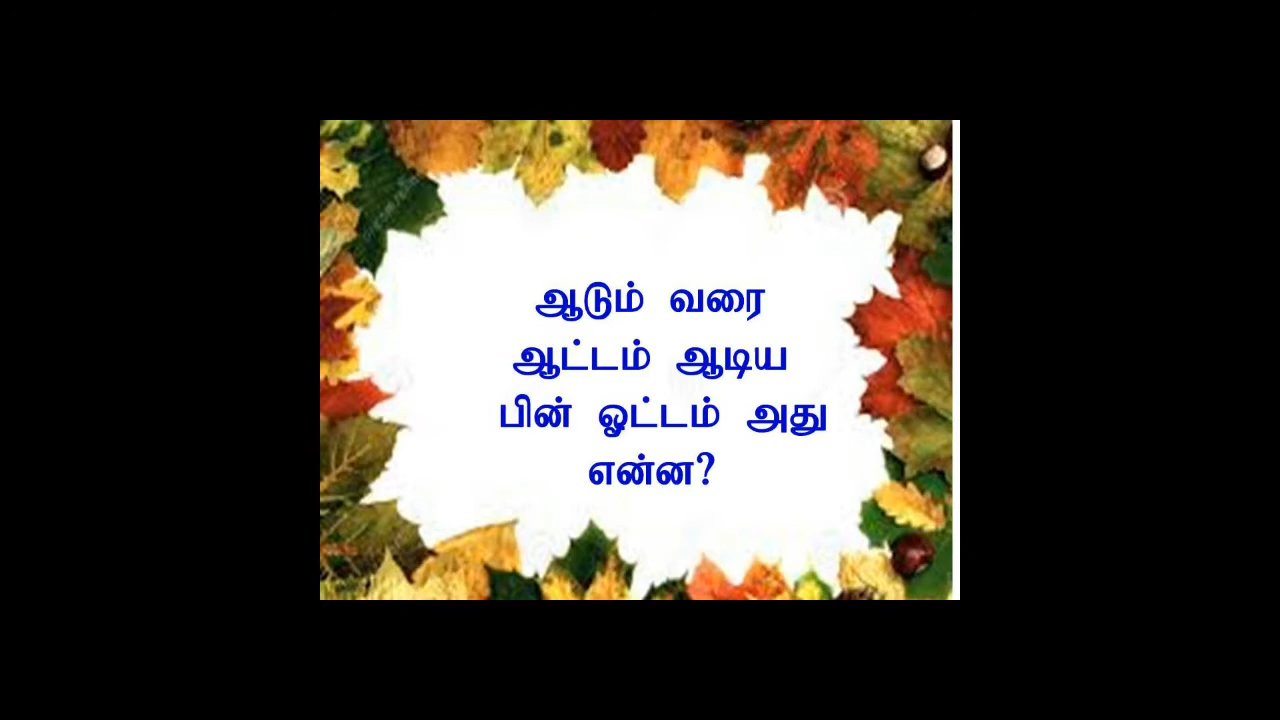 ஆடும் வரை
ஆட்டம் ஆடிய
பின் ஓட்டம் அது
என்ன?